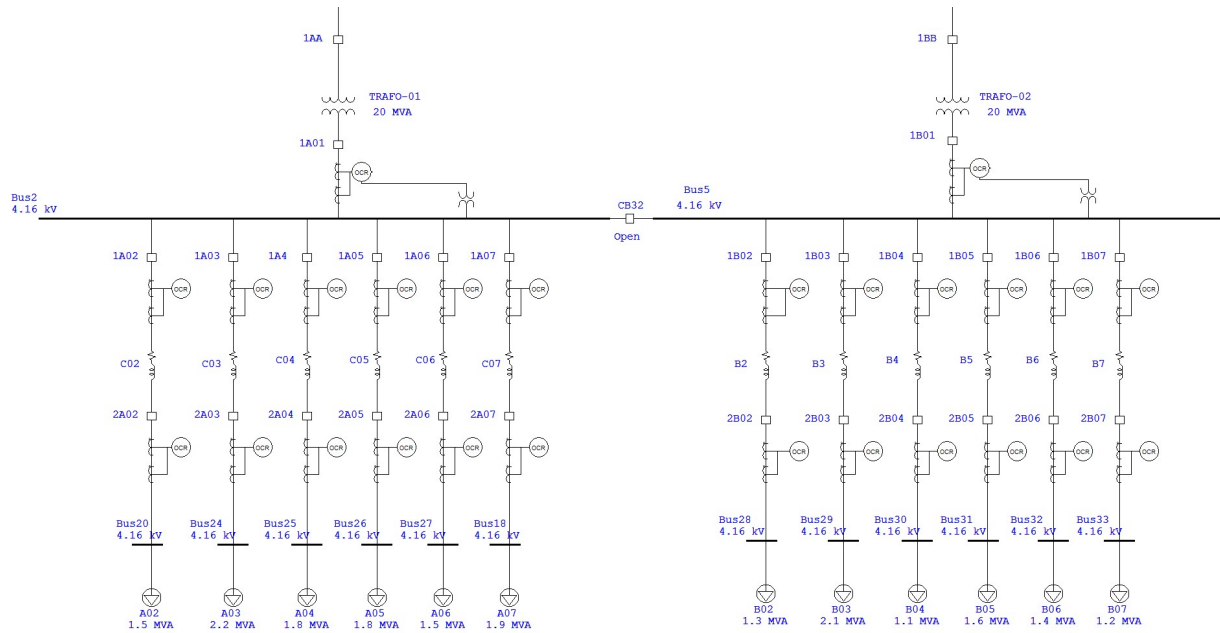 1AA 1BB
TRAFO-01 TRAFO-02
20 MVA 20 MVA
1A01 1B01
OCR OCR
Bus2 Bus5
4.16 kV CB32 4.16 kV
Open
1A02 1A03 1A4 1A05 1A06 1A07 1B02 1B03 1B04 1B05 1B06 1B07
OCR OCR OCR OCR OCR OCR OCR OCR OCR OCR OCR OCR
C02 C03 C04 C05 C06 C07 B2 B3 B4 B5 B6 B7
2A02 2A03 2A04 2A05 2A06 2A07 2B02 2B03 2B04 2B05 2B06 2B07
OCR OCR OCR OCR OCR OCR OCR OCR OCR OCR OCR OCR
Bus20 Bus24 Bus25 Bus26 Bus27 Bus18 Bus28 Bus29 Bus30 Bus31 Bus32 Bus33
4.16 kV 4.16 kV 4.16 kV 4.16 kV 4.16 kV 4.16 kV 4.16 kV 4.16 kV 4.16 kV 4.16 kV 4.16 kV 4.16 kV
A02 A03 A04 A05 A06 A07 B02 B03 B04 B05 B06 B07
1.5 MVA 2.2 MVA 1.8 MVA 1.8 MVA 1.5 MVA 1.9 MVA 1.3 MVA 2.1 MVA 1.1 MVA 1.6 MVA 1.4 MVA 1.2 MVA